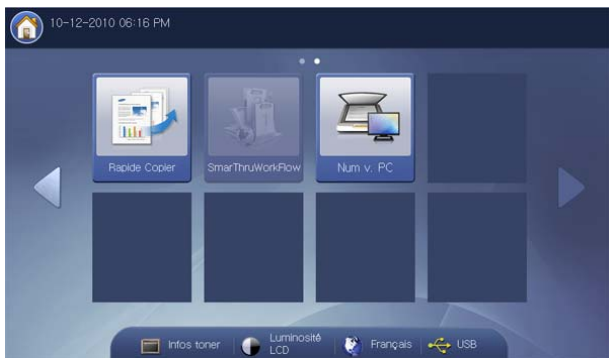 10-12-2010 06:16 PM
Rapide Copier
SmarThruWorkFlow
Num v. PC
Infos toner
Luminosité
LCD
Français
USB